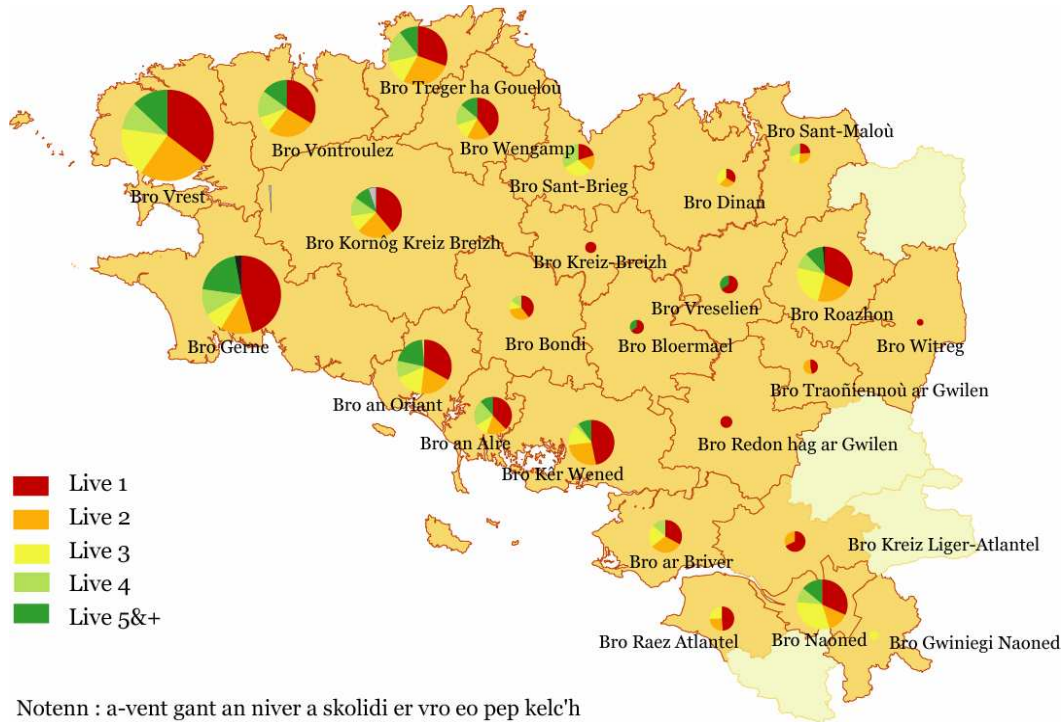 Bro Treger ha Goueloù
Bro Sant-Maloù
Bro Vontroulez
Bro Wengamp
Bro Sant-Brieg
Bro Dinan
Bro Vrest
Bro Kornôg Kreiz Breizh
Bro Kreiz-Breizh
Bro Vreselien
Bro Roazhon
Bro Gerne
Bro Bondi
Bro Bloermael
Bro Witreg
Bro Traoñiennoù ar Gwilen
Bro an Oriant
Bro an Alre
Bro Redon hag ar Gwilen
Bro Kêr Wened
Live 1
Live 2
Live 3
Live 4
Live 5&+
Bro Kreiz Liger-Atlantel
Bro ar Briver
Bro Raez Atlantel
Bro Naoned
Bro Gwiniegi Naoned
Notenn : a-vent gant an niver a skolidi er vro eo pep kelc'h